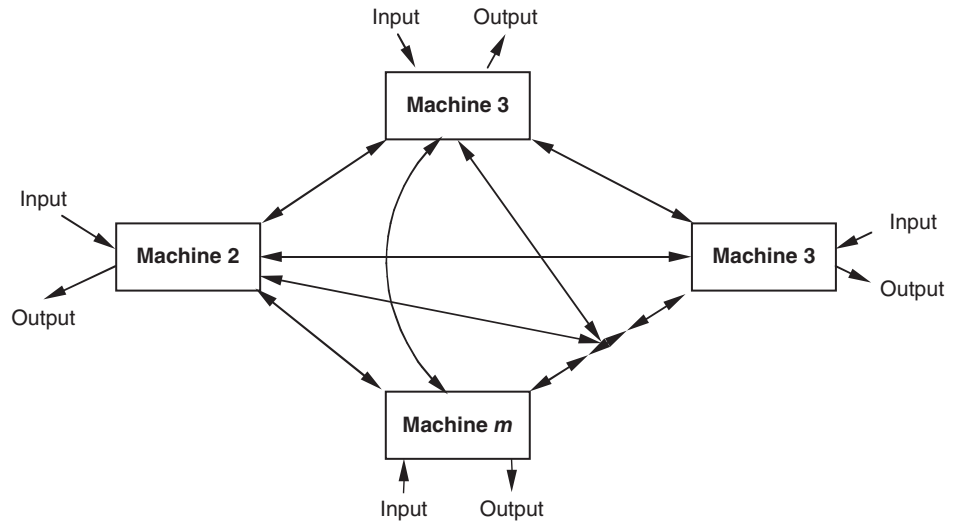 Input
Output
Machine 3
Input
Machine 2
Output
Machine 3
Input
Output
Machine m
Input
Output